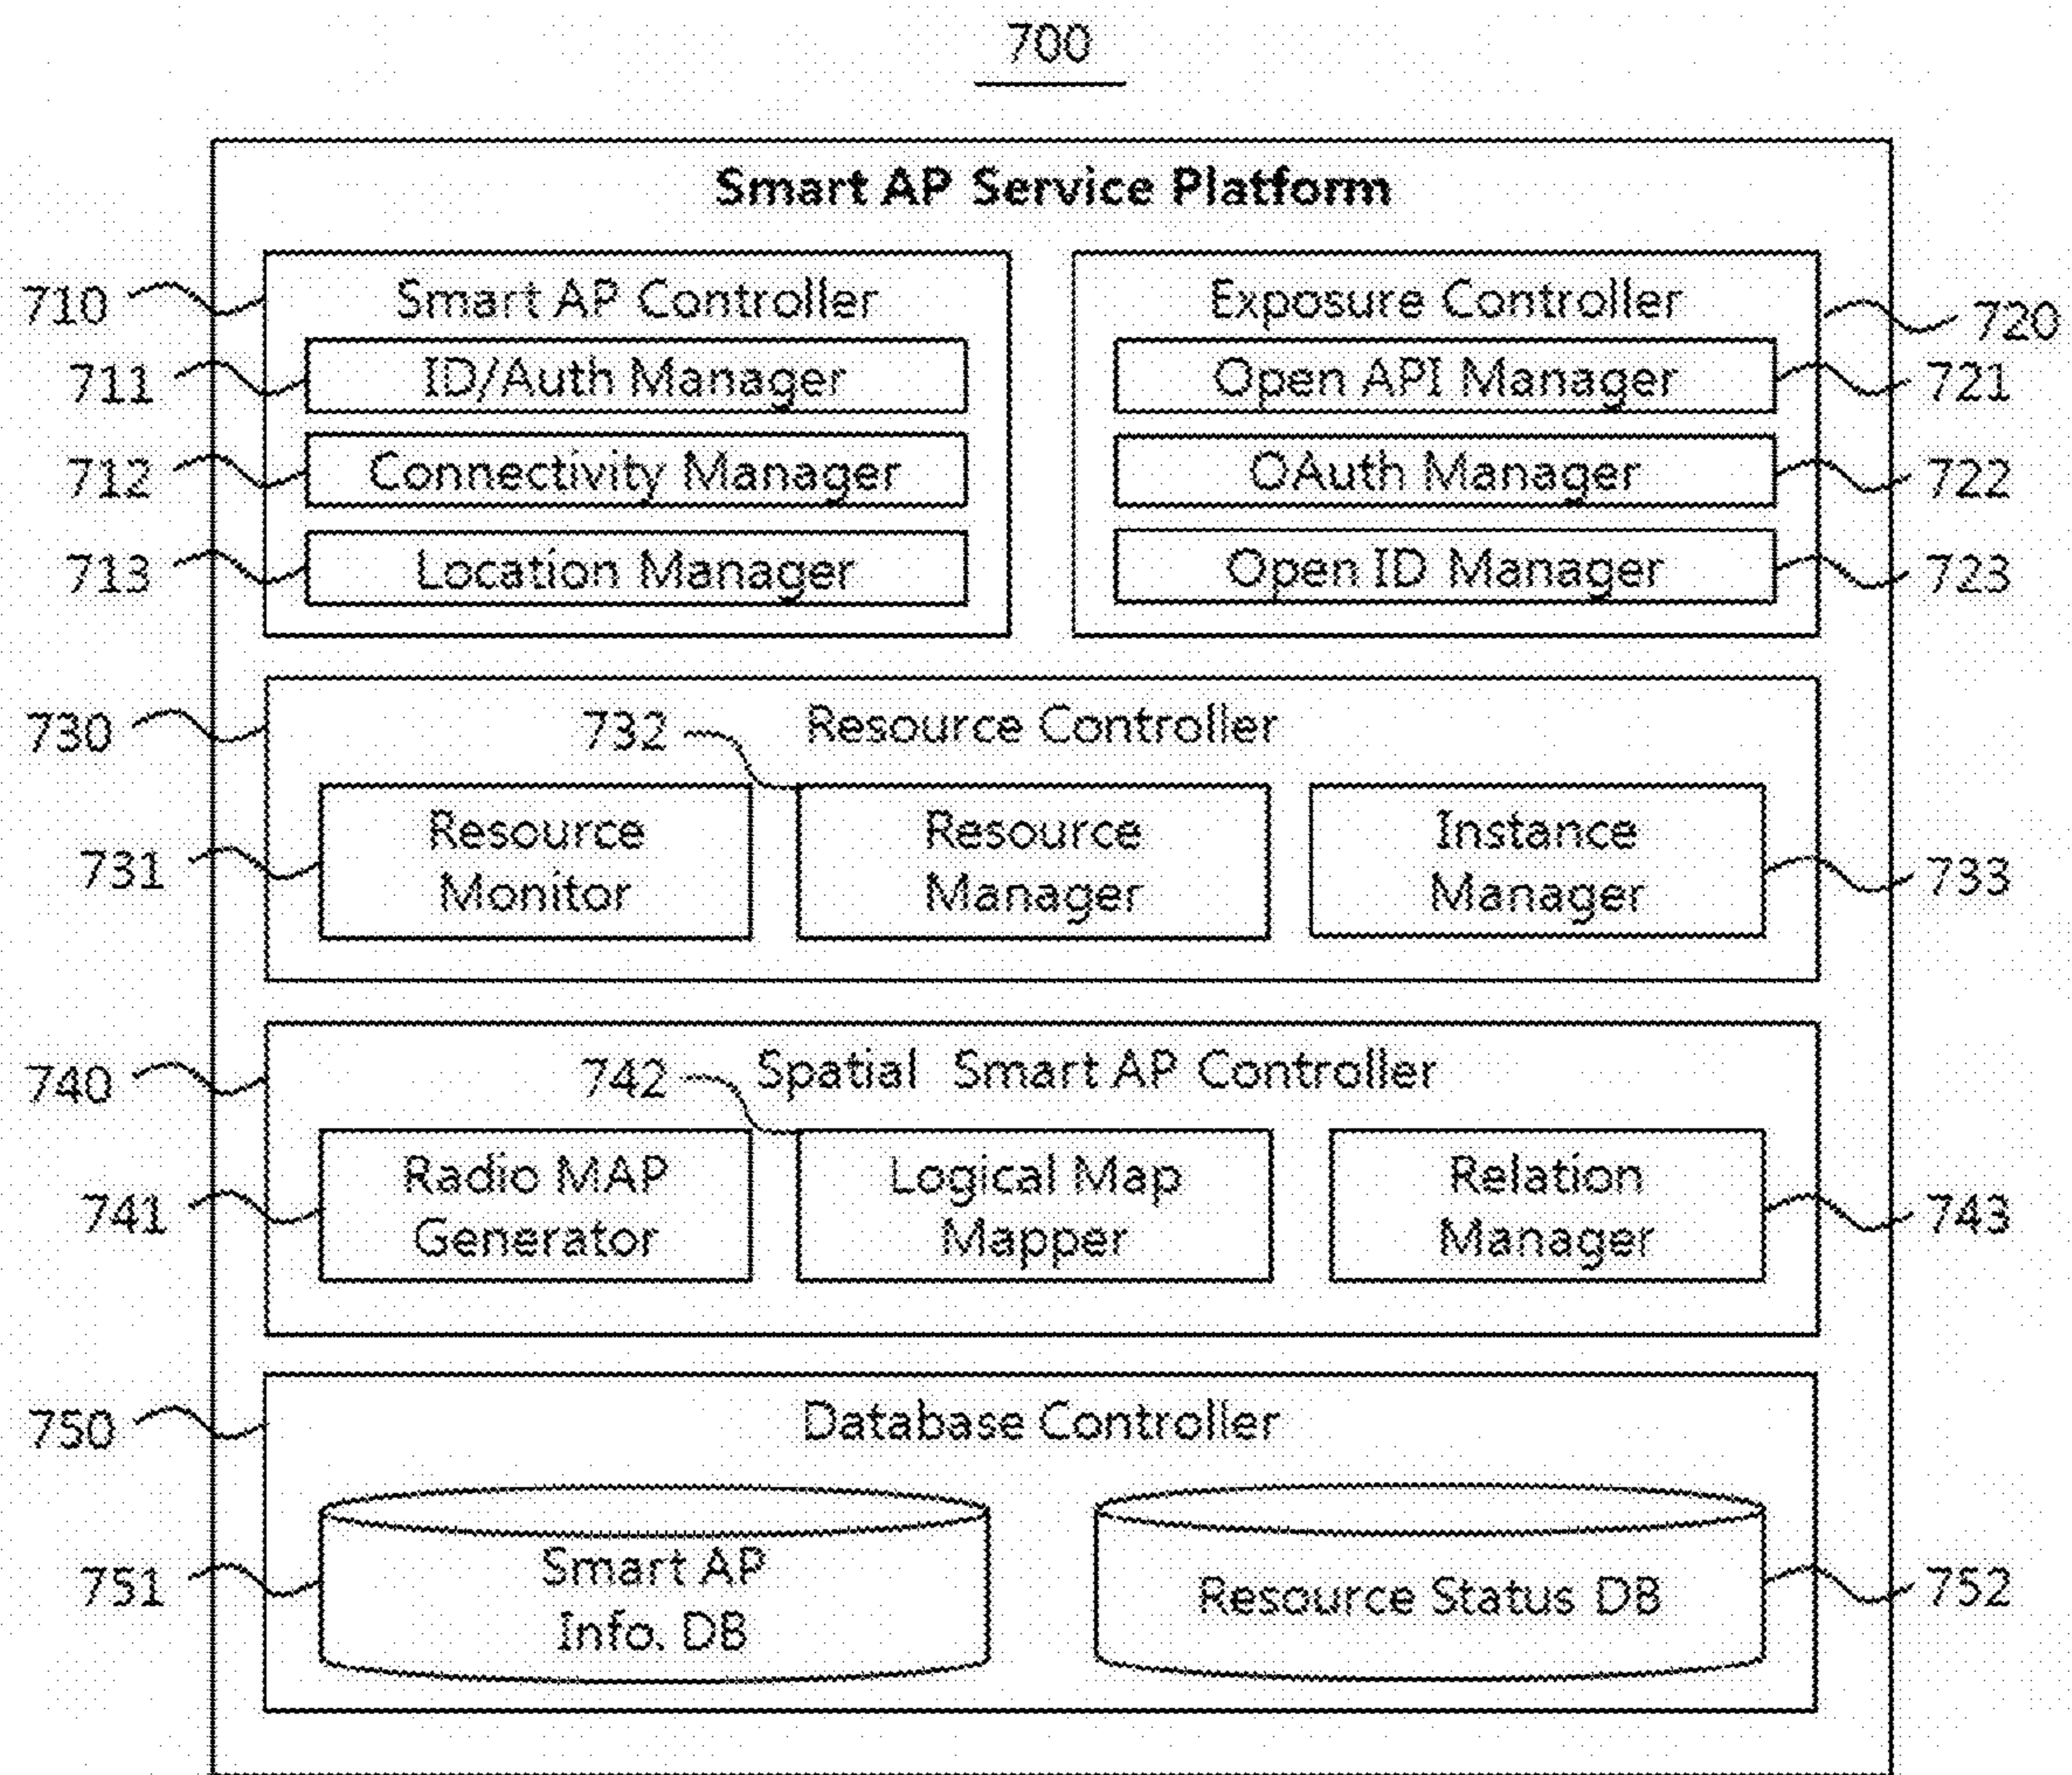 700
Smart AP Service Platform
710
Smart AP Controller
711
ID/Auth Manager
712
Connectivity Manager
713
Location Manager
Exposure Controller
720
Open API Manager
721
OAuth Manager
722
Open ID Manager
723
730
Resource Controller
731
Resource
Monitor
732
Resource
Manager
Instance
Manager
733
740
Spatial Smart AP Controller
741
Radio MAP
Generator
742
Logical Map
Mapper
Relation
Manager
743
750
Database Controller
751
Smart AP
Info. DB
Resource Status DB
752